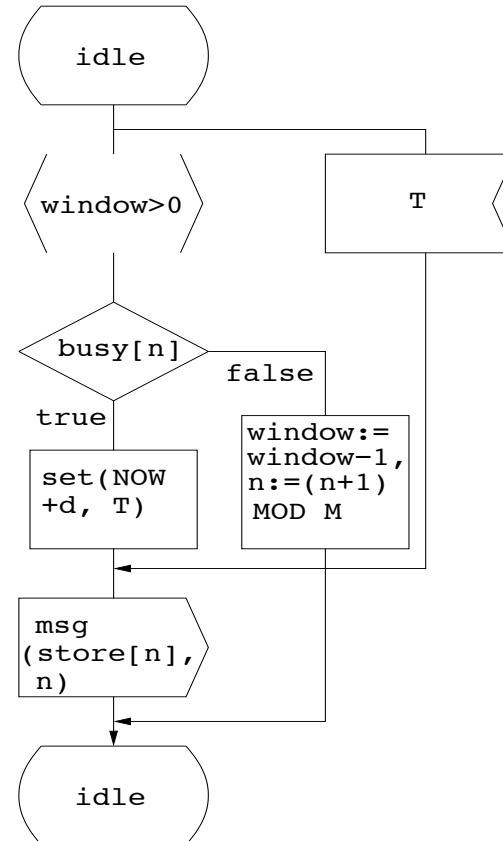 idle
window>0
T
busy[n]
false
true
window:=
window−1,
n:=(n+1)
MOD M
set(NOW
+d, T)
msg
(store[n],
n)
idle